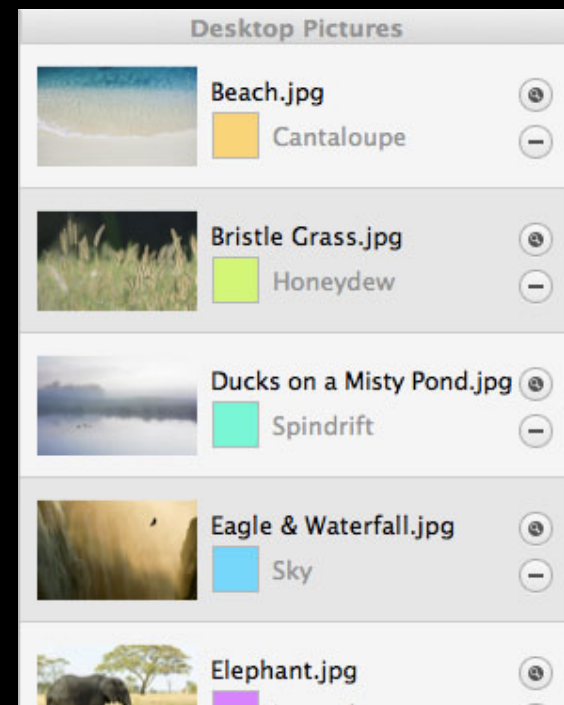 Desktop Pictures
Beach.jpg
Cantaloupe
Bristle Grass.jpg
Honeydew
Ducks on a Misty Pond.jpg
Spindrift
Eagle & Waterfall.jpg
Sky
Elephant.jpg